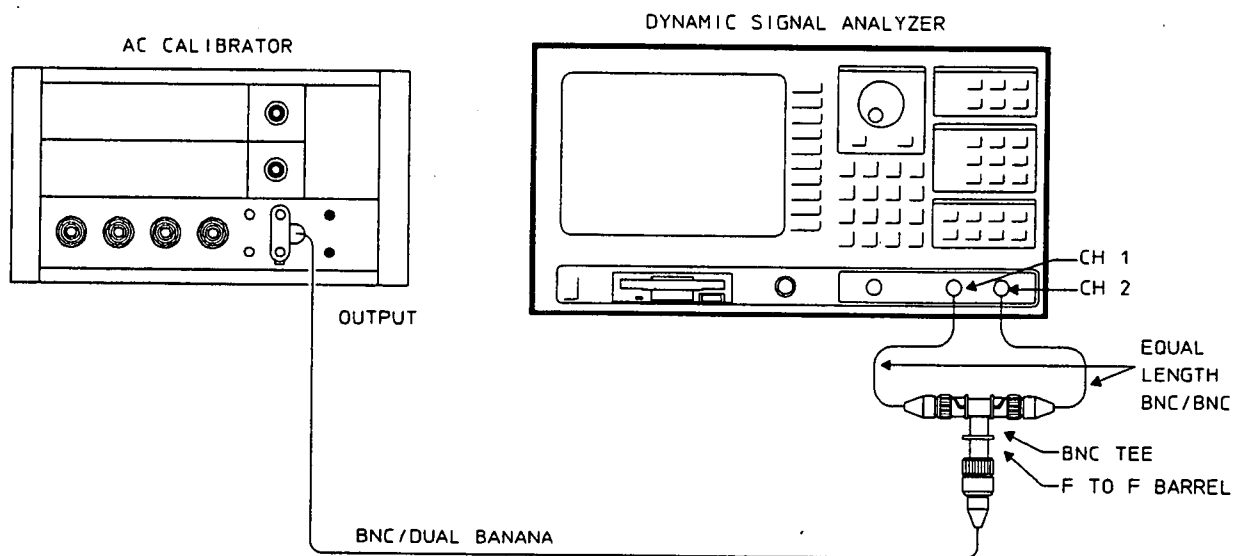 DYNAMIC SIGNAL ANALYZER
AC CALIBRATOR
CH 1
CH 2
OUTPUT
EQUAL
LENGTH
BNC/BNC
BNC TEE
F TO F BARREL
BNC/DUAL BANANA